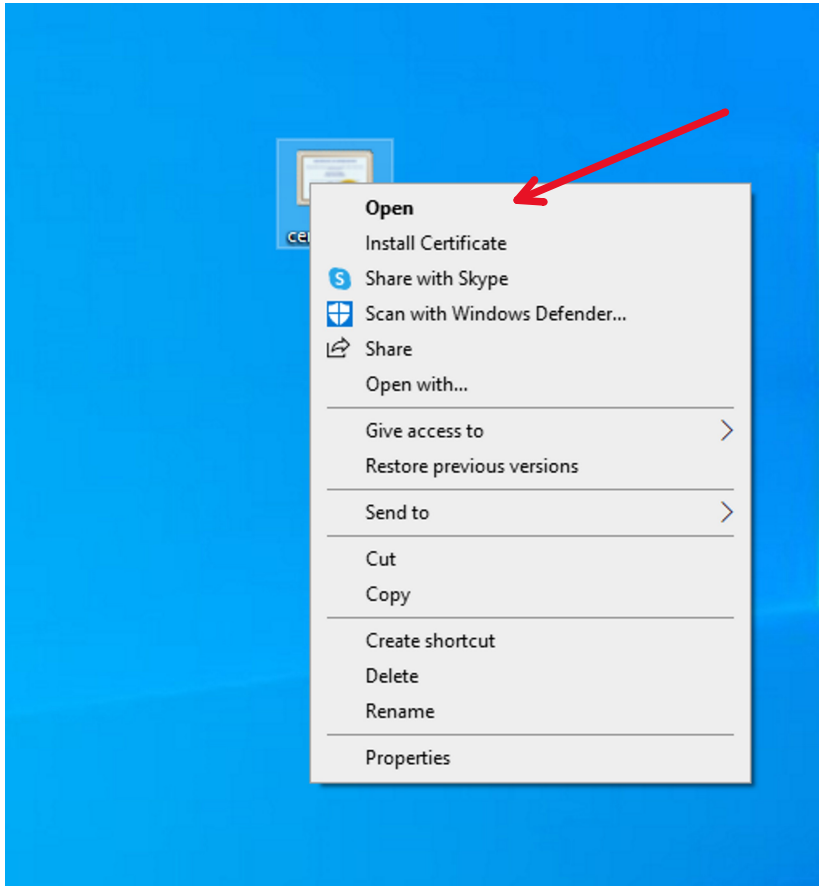 Open
Install Certificate
Share with Skype
Scan with Windows Defender...
Share
Open with...
Give access to
Restore previous versions
Send to
Cut
Copy
Create shortcut
Delete
Rename
Properties